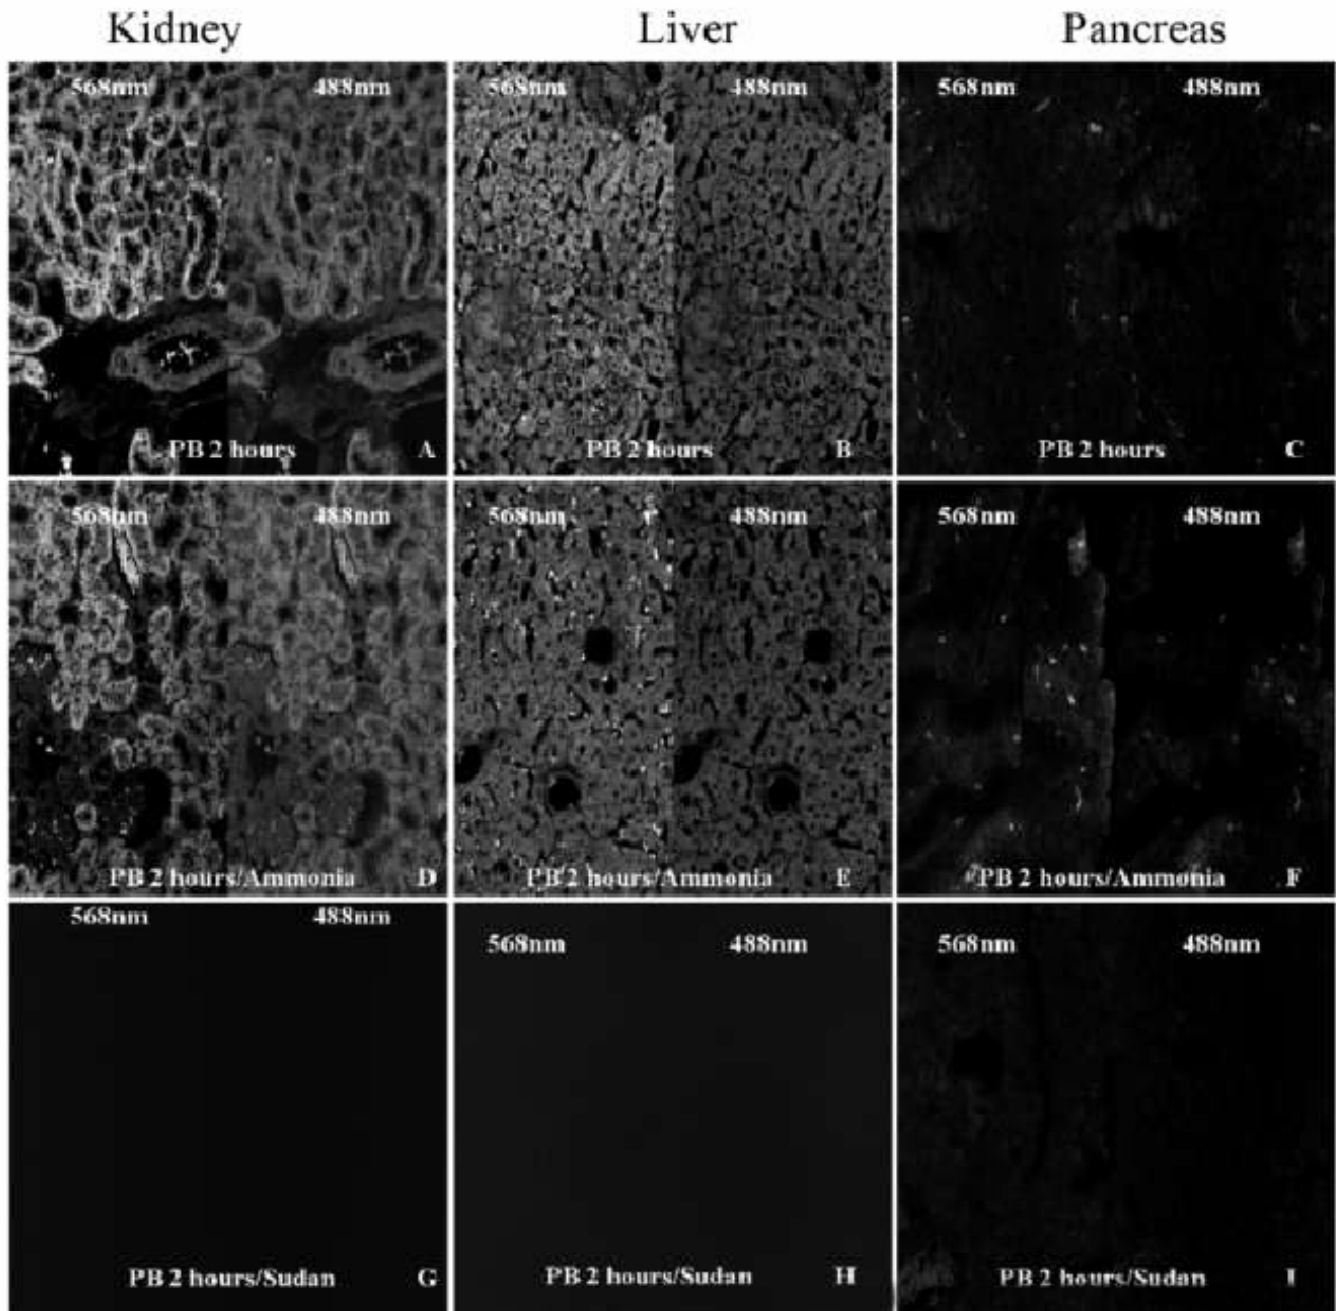 Kidney Liver Pancreas
568nm 488nm 568nm 488nm 568nm 488nm
PB 2 hours A PB 2 hours B PB 2 hours C
568nm 488nm 568nm 488nm 568nm 488nm
PB 2 hours/Ammonia D PB 2 hours/Ammonia E PB 2 hours/Ammonia F
568nm 488nm 568nm 488nm 568nm 488nm
PB 2 hours/Sudan G PB 2 hours/Sudan H PB 2 hours/Sudan I